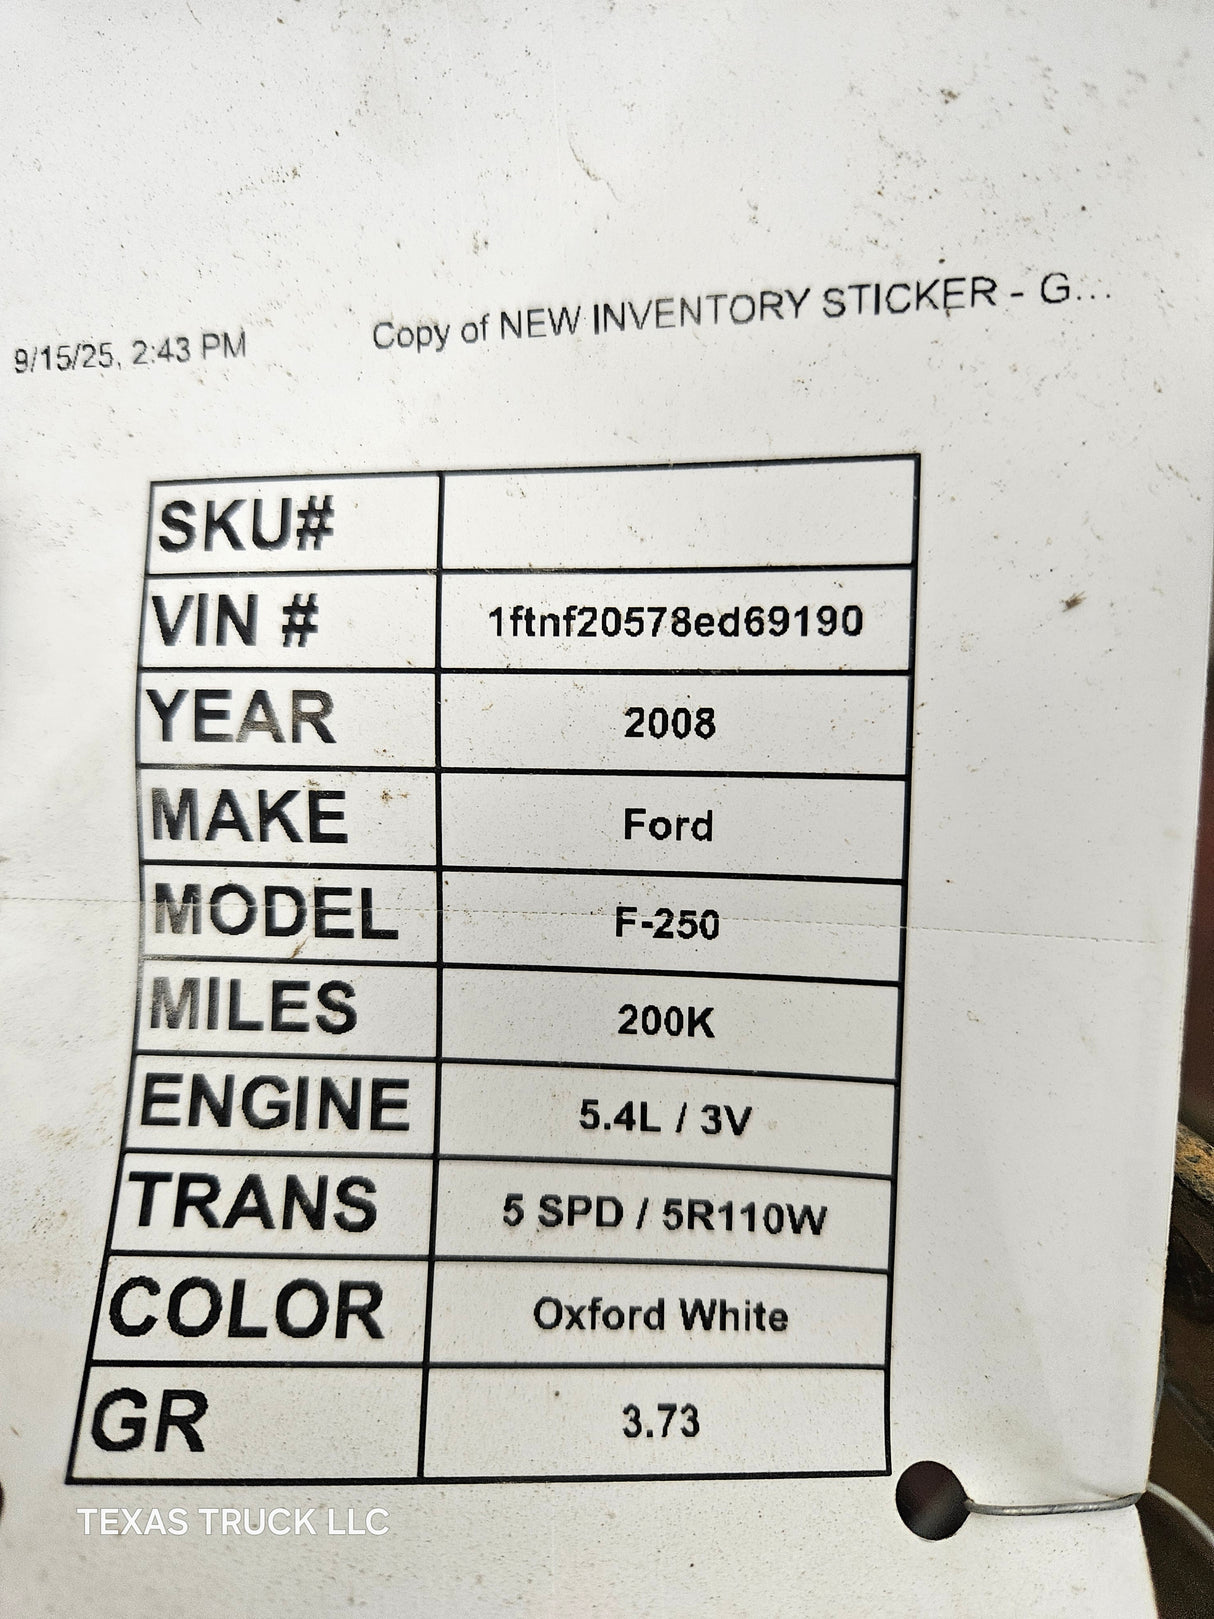 9/15/25, 2:43 PM Copy of NEW INVENTORY STICKER - G...
SKU#
VIN # 1ftnf20578ed69190
YEAR 2008
MAKE Ford
MODEL F-250
MILES 200K
ENGINE 5.4L / 3V
TRANS 5 SPD / 5R110W
COLOR Oxford White
GR 3.73
TEXAS TRUCK LLC